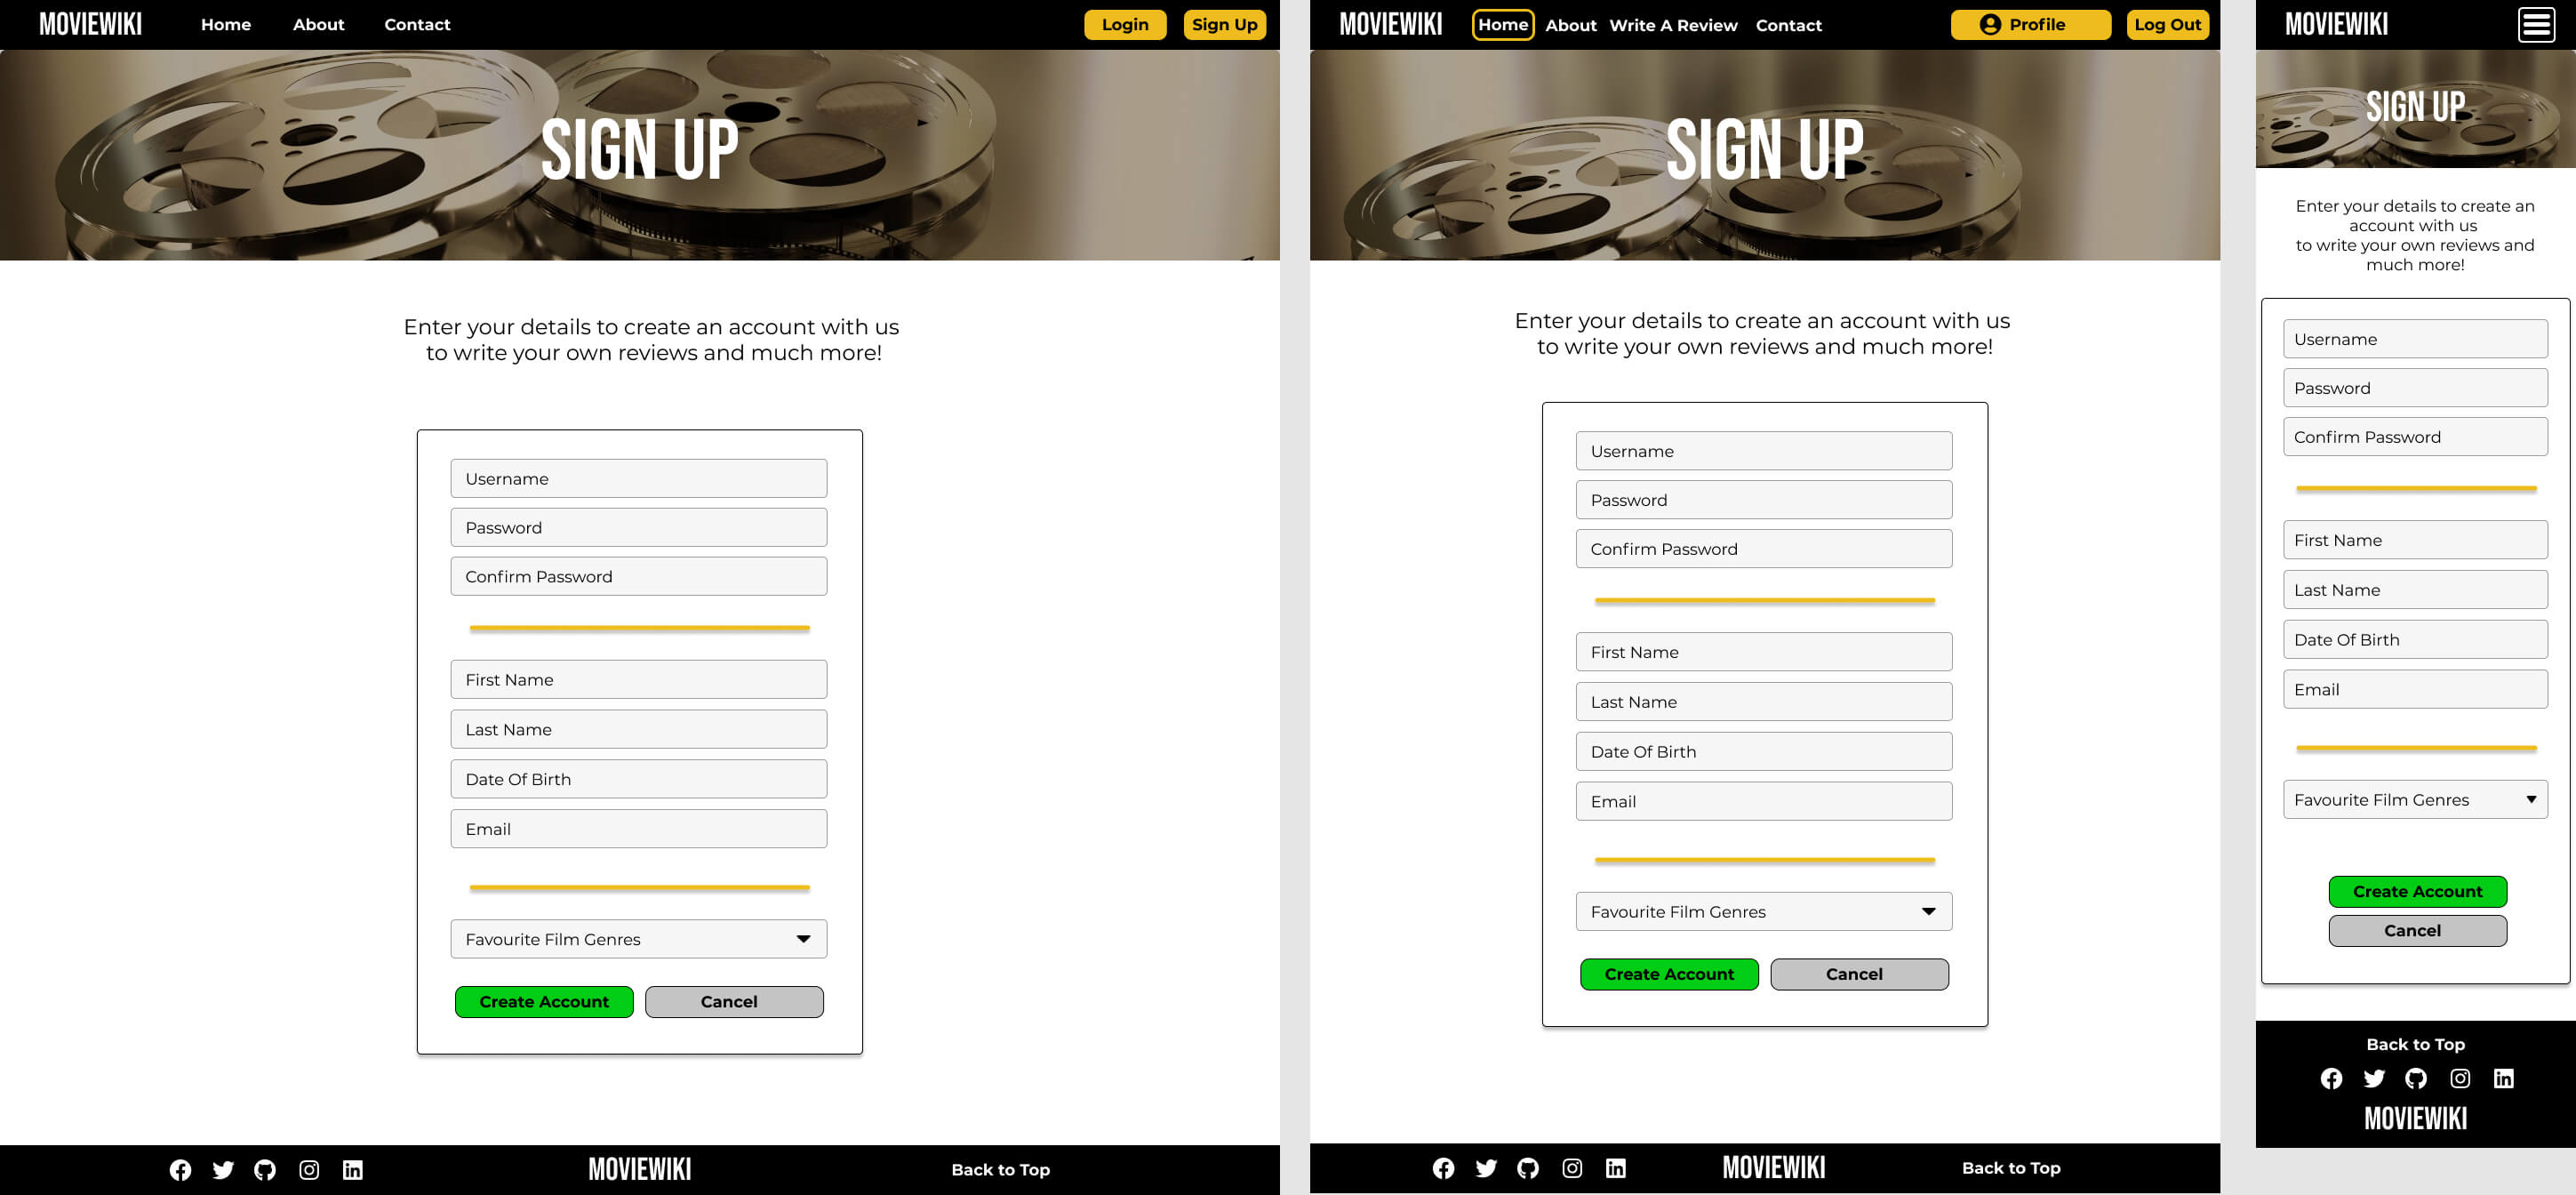 MOVIEWIKI
Home About Contact
Login Sign Up
SIGN UP
Enter your details to create an account with us
to write your own reviews and much more!
Username
Password
Confirm Password
First Name
Last Name
Date Of Birth
Email
Favourite Film Genres
Create Account Cancel
MOVIEWIKI
Back to Top
MOVIEWIKI
Home About Write A Review Contact
Profile Log Out
SIGN UP
Enter your details to create an account with us
to write your own reviews and much more!
Username
Password
Confirm Password
First Name
Last Name
Date Of Birth
Email
Favourite Film Genres
Create Account Cancel
MOVIEWIKI
Back to Top
MOVIEWIKI
SIGN UP
Enter your details to create an
account with us
to write your own reviews and
much more!
Username
Password
Confirm Password
First Name
Last Name
Date Of Birth
Email
Favourite Film Genres
Create Account
Cancel
Back to Top
MOVIEWIKI